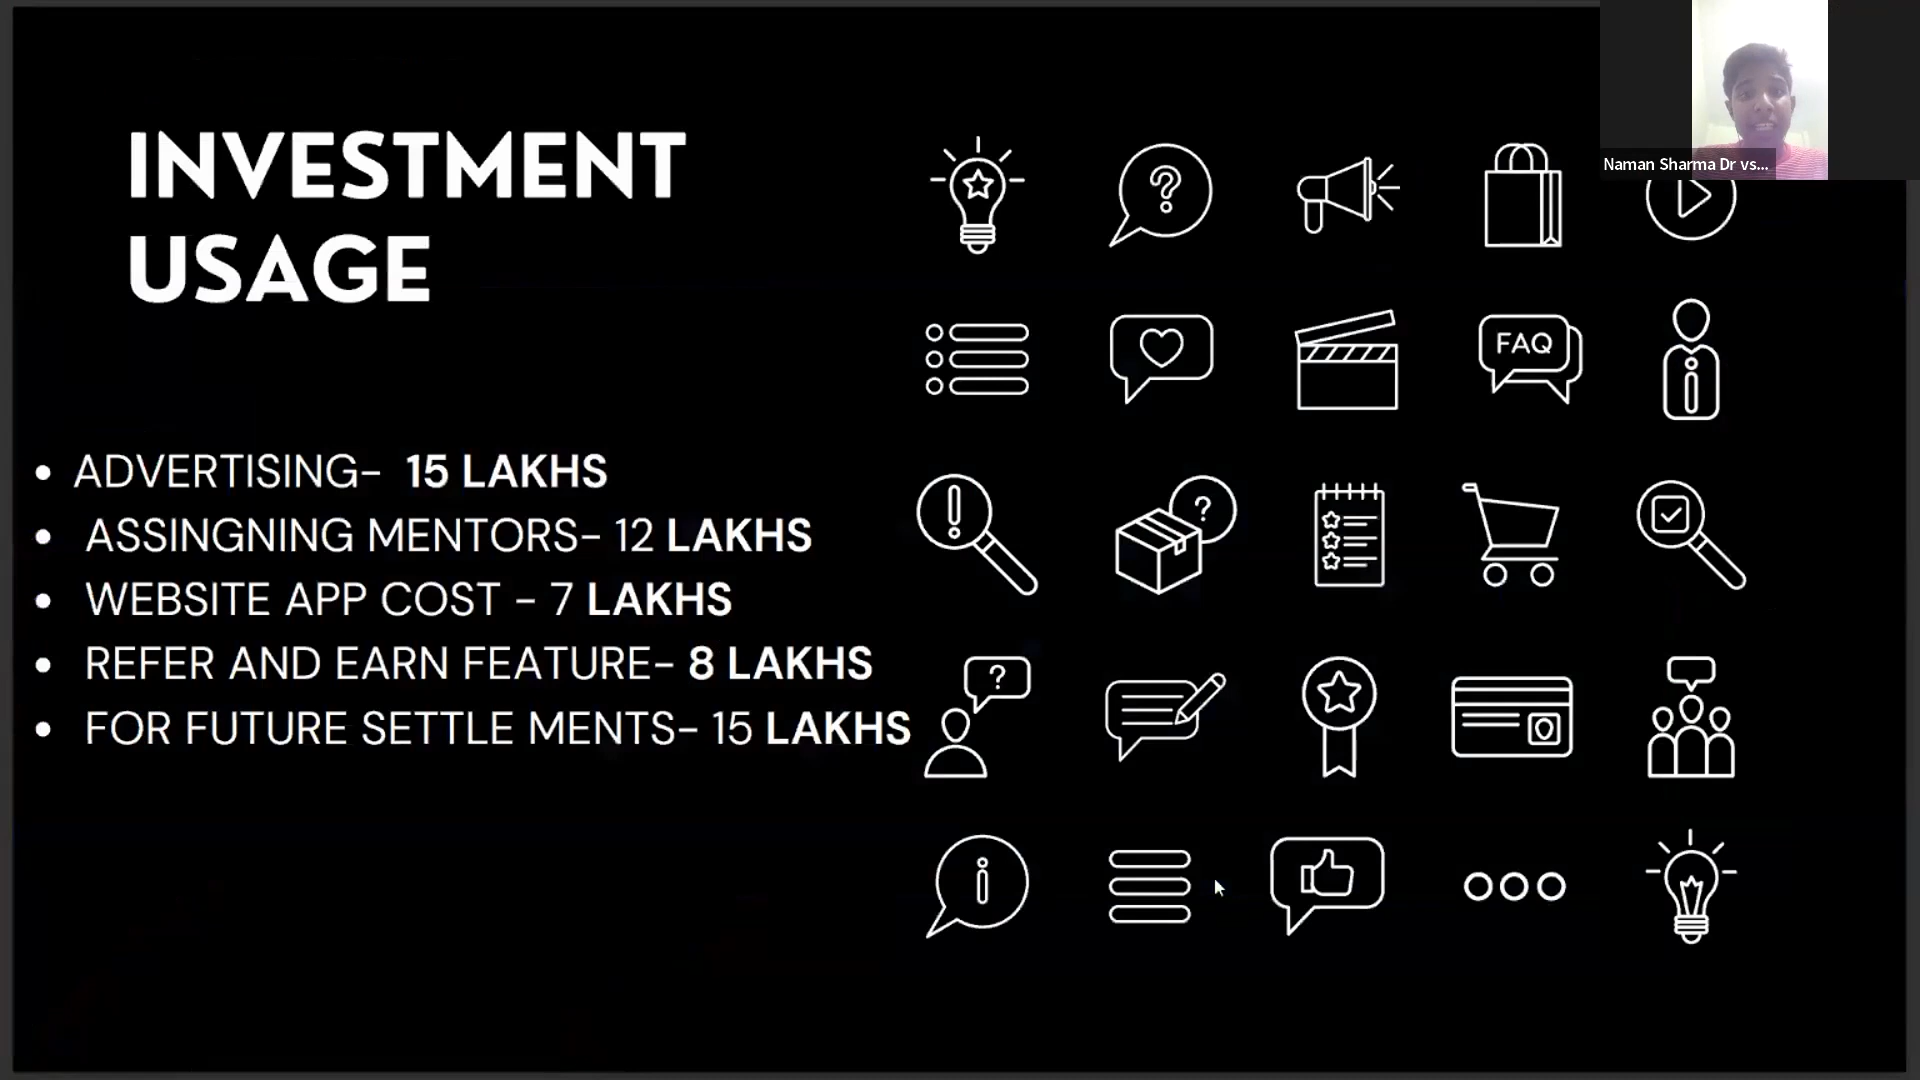 INVESTMENT
USAGE
• ADVERTISING- 15 LAKHS
• ASSINGNING MENTORS- 12 LAKHS
• WEBSITE APP COST - 7 LAKHS
• REFER AND EARN FEATURE- 8 LAKHS
• FOR FUTURE SETTLE MENTS- 15 LAKHS
?
FAQ
i
!
?
?
i
Naman Sharma Dr vs...